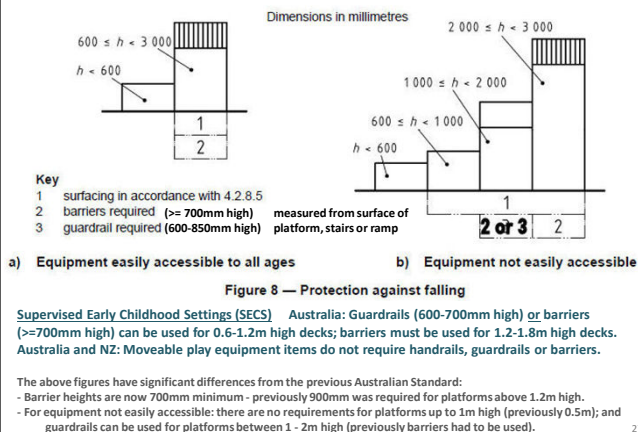 Dimensions in millimetres
600 ≤ h < 3 000
h < 600
1
2
2 000 ≤ h < 3 000
1 000 ≤ h < 2 000
600 ≤ h < 1 000
h < 600
1
2 or 3
2
Key
1 surfacing in accordance with 4.2.8.5
2 barriers required (>= 700mm high) measured from surface of
3 guardrail required (600-850mm high) platform, stairs or ramp
a) Equipment easily accessible to all ages
b) Equipment not easily accessible
Figure 8 — Protection against falling
Supervised Early Childhood Settings (SECS) Australia: Guardrails (600-700mm high) or barriers
(>=700mm high) can be used for 0.6-1.2m high decks; barriers must be used for 1.2-1.8m high decks.
Australia and NZ: Moveable play equipment items do not require handrails, guardrails or barriers.
The above figures have significant differences from the previous Australian Standard:
- Barrier heights are now 700mm minimum - previously 900mm was required for platforms above 1.2m high.
- For equipment not easily accessible: there are no requirements for platforms up to 1m high (previously 0.5m); and
guardrails can be used for platforms between 1 - 2m high (previously barriers had to be used).
2